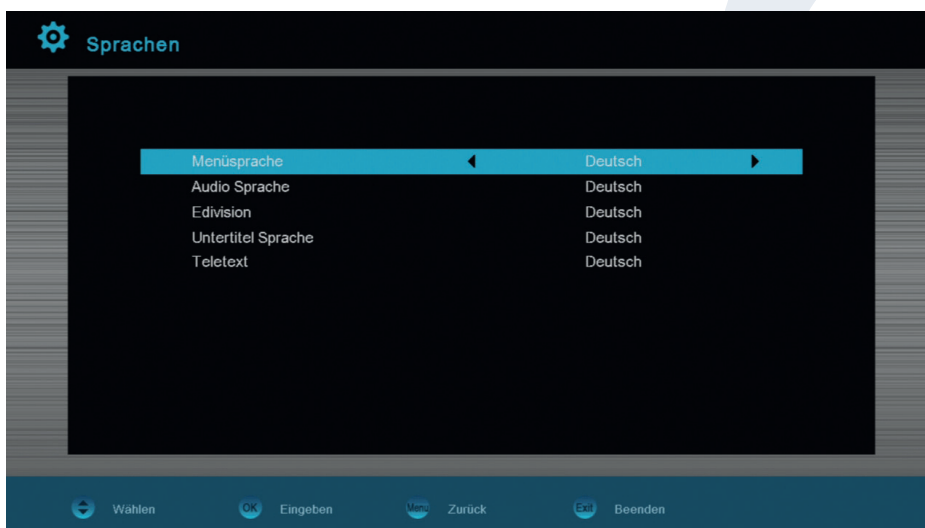 Sprachen
Menüsprache Deutsch
Audio Sprache Deutsch
Edivision Deutsch
Untertitel Sprache Deutsch
Teletext Deutsch
Wählen OK Eingeben Menu Zurück Exit Beenden